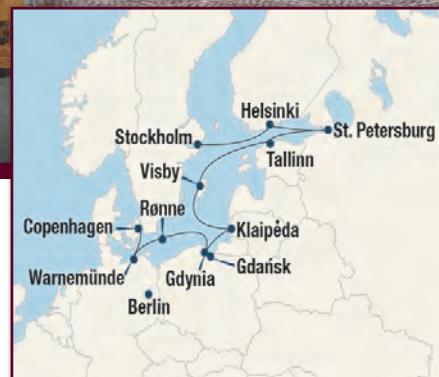 Helsinki
St. Petersburg
Stockholm
Tallinn
Visby
Rønne
Copenhagen
Klaipėda
Warnemünde
Gdańsk
Gdynia
Berlin